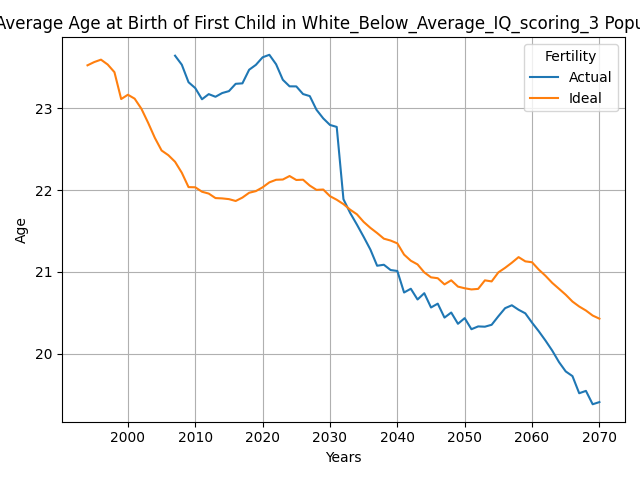 Average Age at Birth of First Child in White_Below_Average_IQ_scoring_3 Popu
Fertility
Actual
Ideal
Age
23
22
21
20
2000 2010 2020 2030 2040 2050 2060 2070
Years